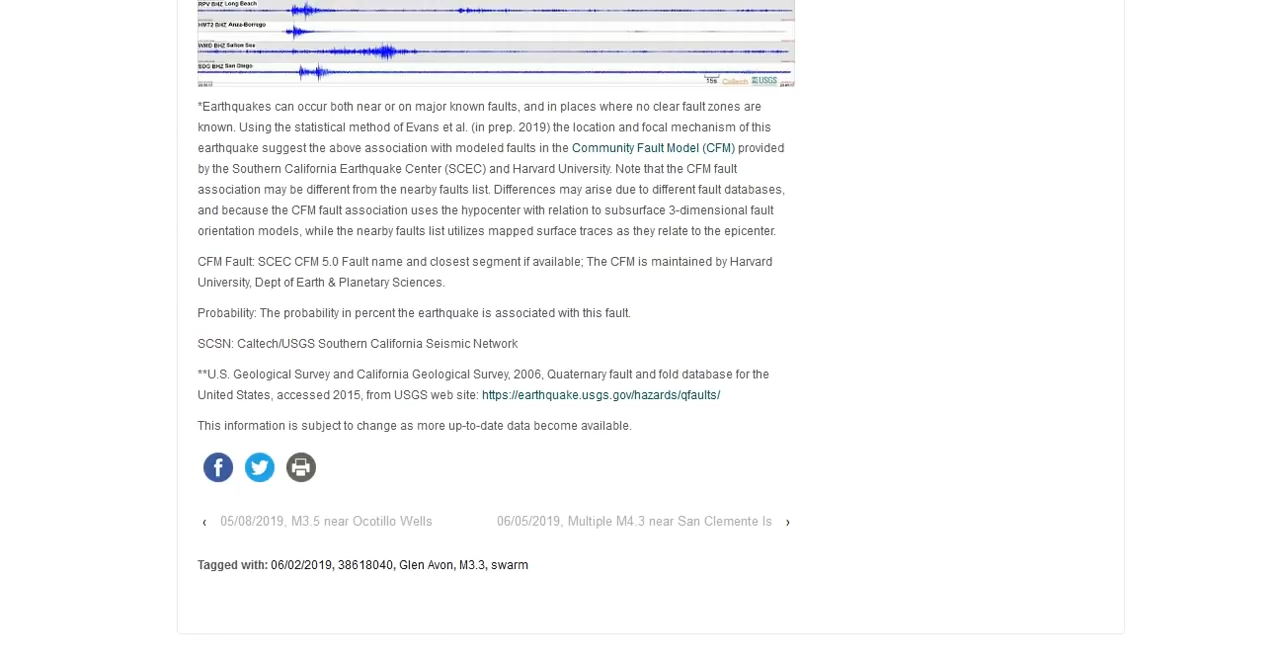 RPV BHZ Long Beach
HMT2 BHZ Anza-Borrego
WMD BHZ Salton Sea
SDG BHZ San Diego
15s Caltech USGS
*Earthquakes can occur both near or on major known faults, and in places where no clear fault zones are
known. Using the statistical method of Evans et al. (in prep. 2019) the location and focal mechanism of this
earthquake suggest the above association with modeled faults in the Community Fault Model (CFM) provided
by the Southern California Earthquake Center (SCEC) and Harvard University. Note that the CFM fault
association may be different from the nearby faults list. Differences may arise due to different fault databases,
and because the CFM fault association uses the hypocenter with relation to subsurface 3-dimensional fault
orientation models, while the nearby faults list utilizes mapped surface traces as they relate to the epicenter.
CFM Fault: SCEC CFM 5.0 Fault name and closest segment if available; The CFM is maintained by Harvard
University, Dept of Earth & Planetary Sciences.
Probability: The probability in percent the earthquake is associated with this fault.
SCSN: Caltech/USGS Southern California Seismic Network
**U.S. Geological Survey and California Geological Survey, 2006, Quaternary fault and fold database for the
United States, accessed 2015, from USGS web site: https://earthquake.usgs.gov/hazards/qfaults/
This information is subject to change as more up-to-date data become available.
‹ 05/08/2019, M3.5 near Ocotillo Wells 06/05/2019, Multiple M4.3 near San Clemente Is ›
Tagged with: 06/02/2019, 38618040, Glen Avon, M3.3, swarm